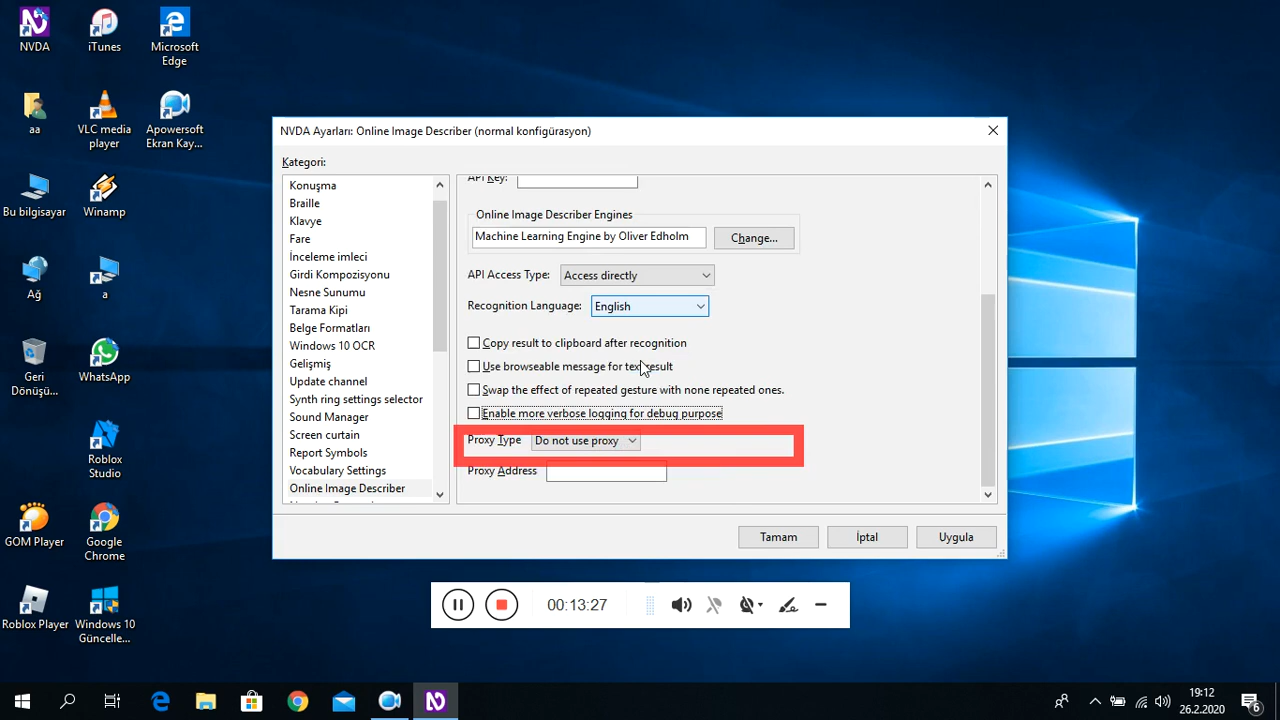 NVDA
iTunes
Microsoft
Edge
aa
VLC media
player
Apowersoft
Ekran Kay...
Bu bilgisayar
Winamp
Ağ
a
Geri
Dönüşü...
WhatsApp
Roblox
Studio
GOM Player
Google
Chrome
Roblox Player
Windows 10
Güncelle...
NVDA Ayarları: Online Image Describer (normal konfigürasyon)
Kategori:
Konuşma
Braille
Klavye
Fare
İnceleme imleci
Girdi Kompozisyonu
Nesne Sunumu
Tarama Kipi
Belge Formatları
Windows 10 OCR
Gelişmiş
Update channel
Synth ring settings selector
Sound Manager
Screen curtain
Report Symbols
Vocabulary Settings
Online Image Describer
API Key:
Online Image Describer Engines
Machine Learning Engine by Oliver Edholm
Change...
API Access Type: Access directly
Recognition Language: English
Copy result to clipboard after recognition
Use browseable message for text result
Swap the effect of repeated gesture with none repeated ones.
Enable more verbose logging for debug purpose
Proxy Type Do not use proxy
Proxy Address
Tamam İptal Uygula
00:13:27
19:12
26.2.2020
6